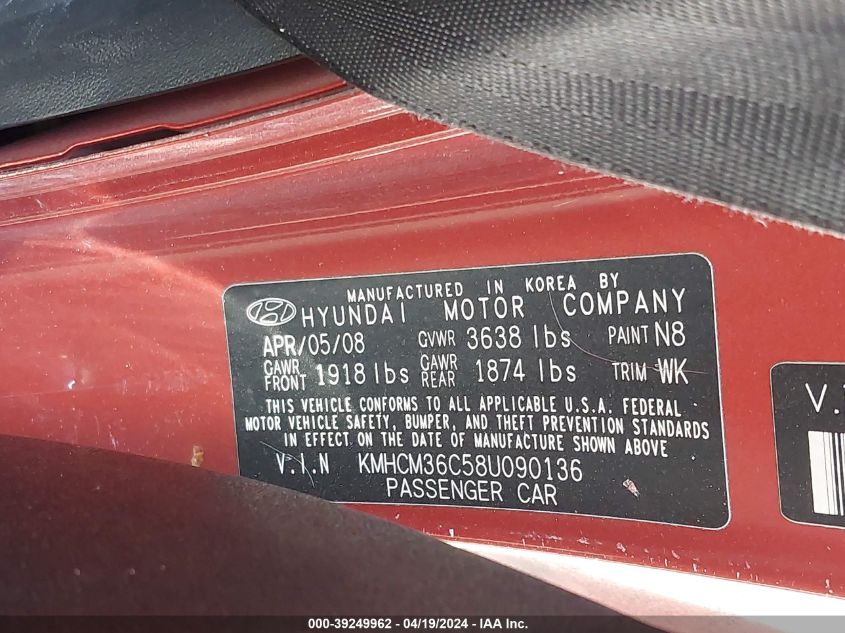 MANUFACTURED IN KOREA BY
HYUNDAI MOTOR COMPANY
APR/05/08 GVWR 3638 lbs PAINT N8
GAWR FRONT 1918 lbs GAWR REAR 1874 lbs TRIM WK
THIS VEHICLE CONFORMS TO ALL APPLICABLE U.S.A. FEDERAL
MOTOR VEHICLE SAFETY, BUMPER, AND THEFT PREVENTION STANDARDS
IN EFFECT ON THE DATE OF MANUFACTURE SHOWN ABOVE
V.I.N KMHCM36C58U090136
PASSENGER CAR
V.
000-39249962 - 04/19/2024 - IAA Inc.